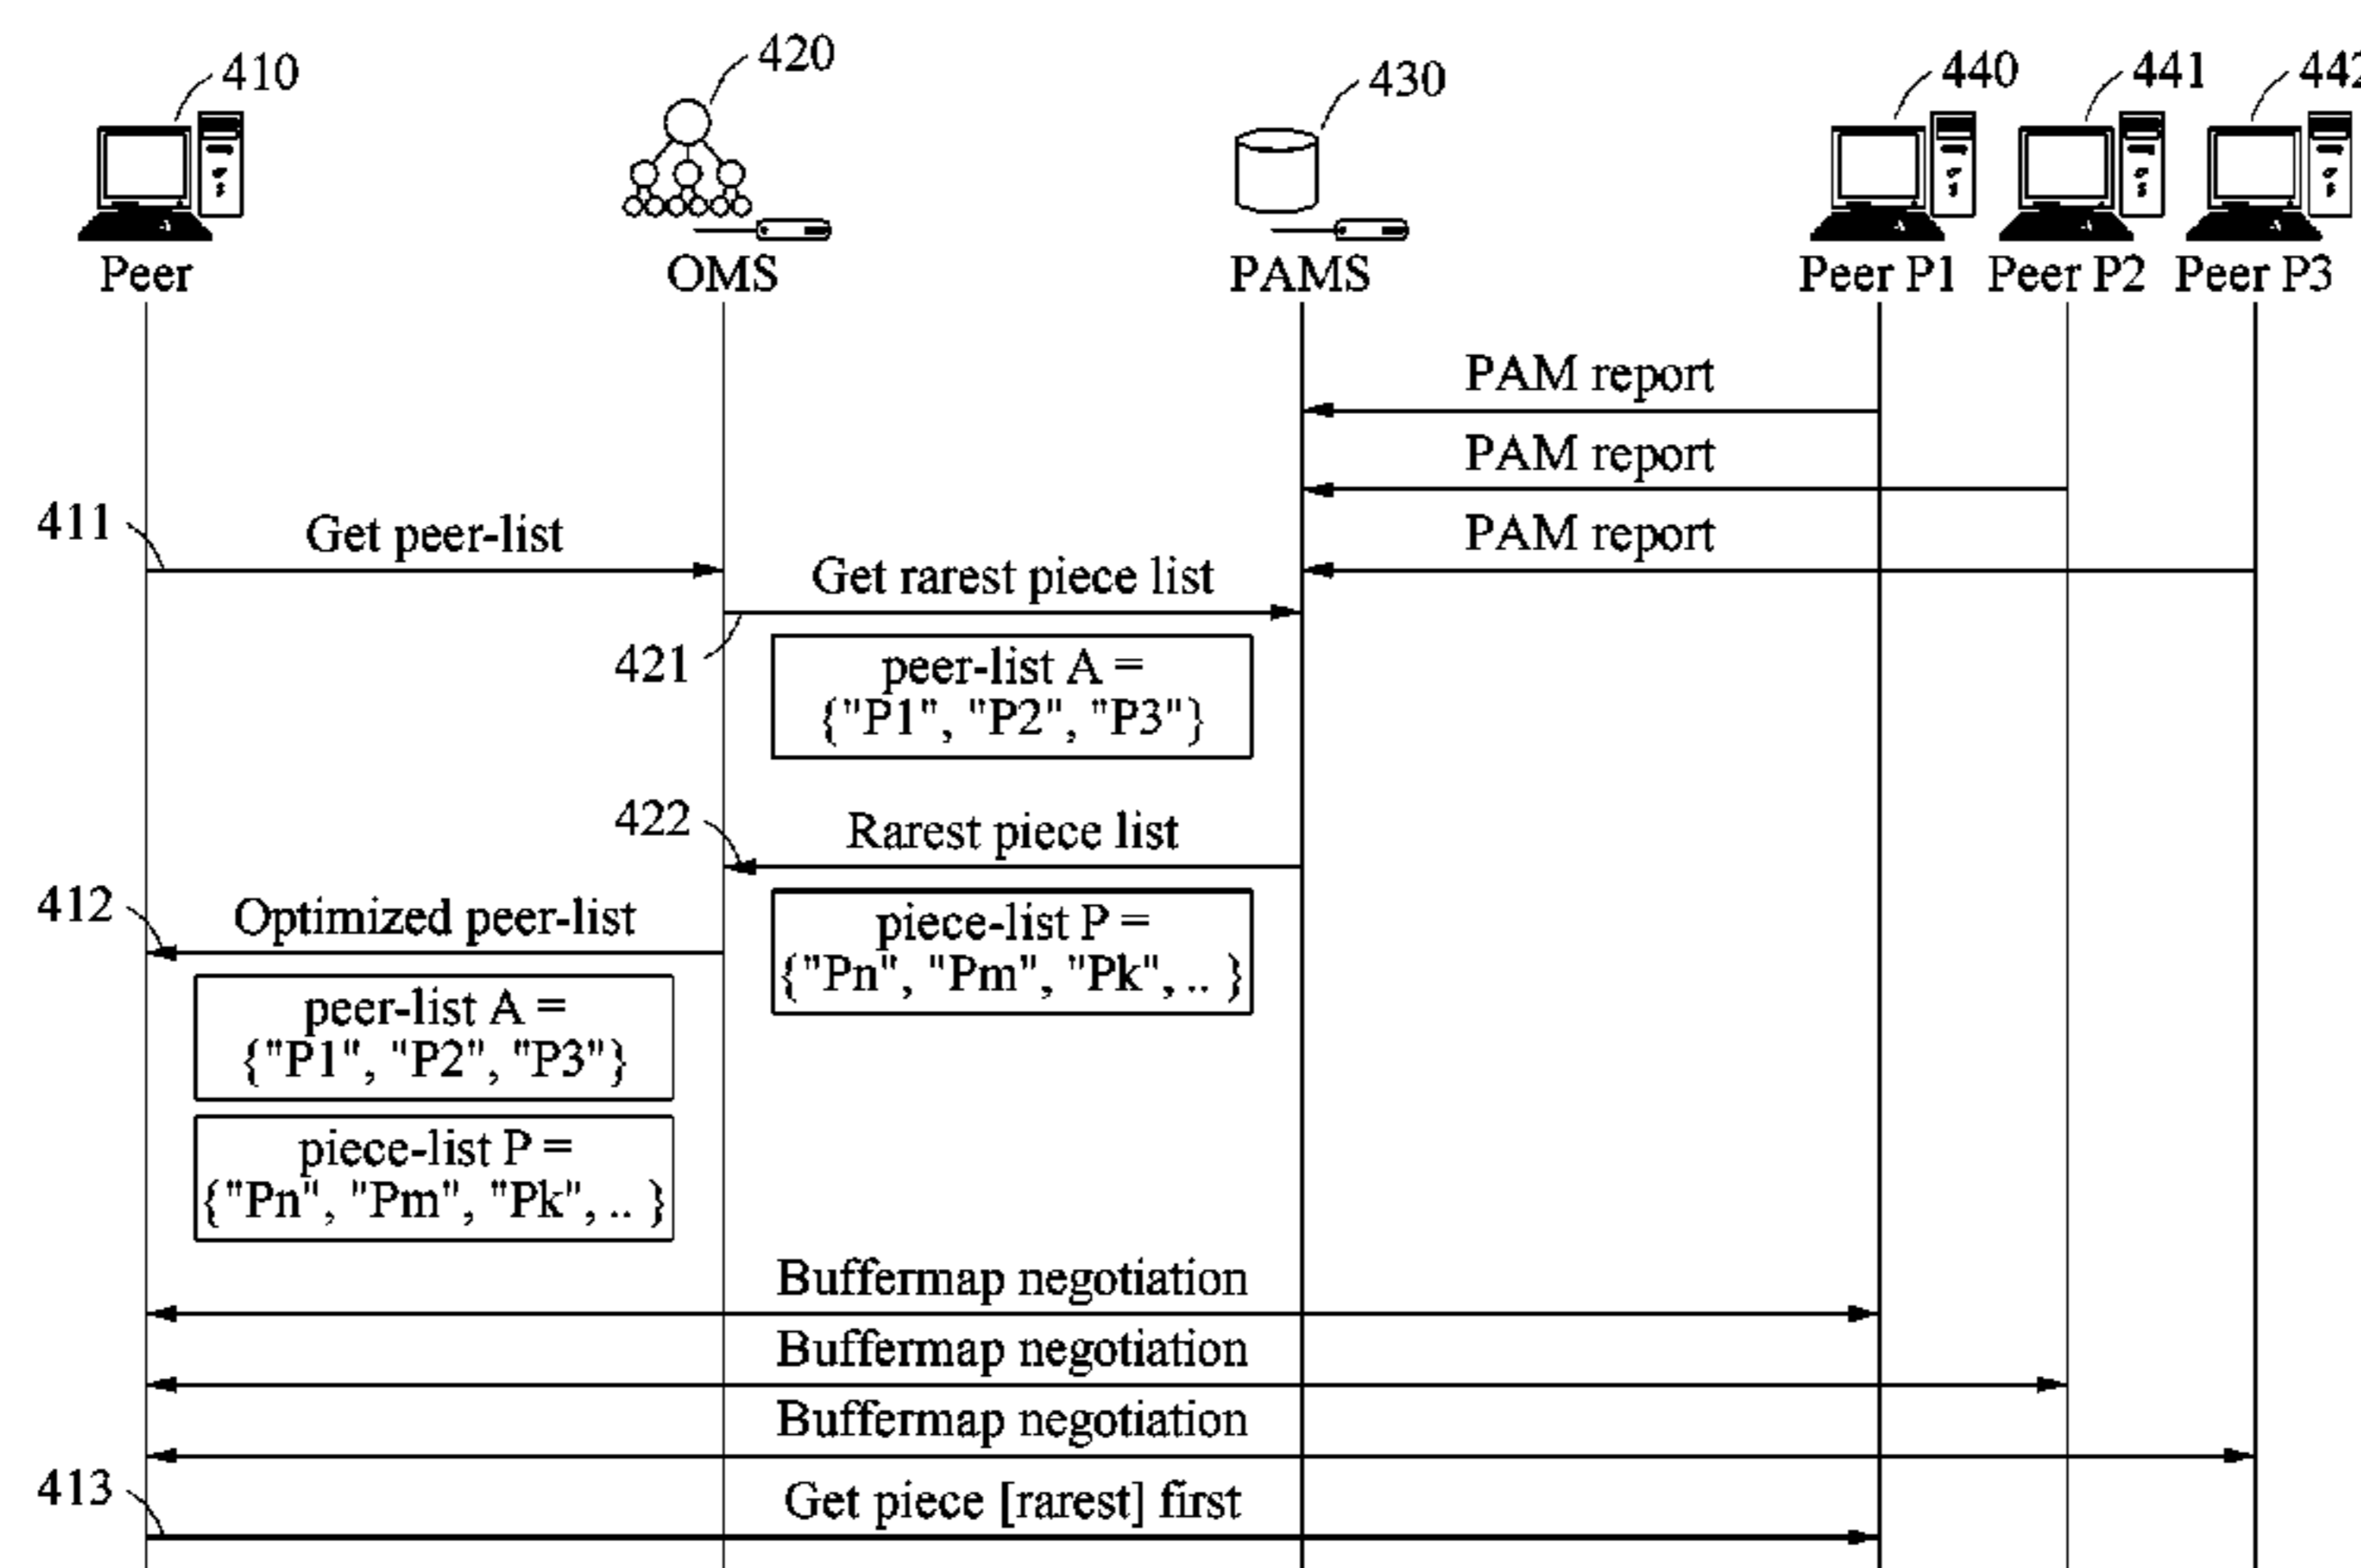 410
420
430
440
441
442
Peer
OMS
PAMS
Peer P1
Peer P2
Peer P3
PAM report
PAM report
411
Get peer-list
PAM report
Get rarest piece list
421
peer-list A =
{"P1", "P2", "P3"}
422
Rarest piece list
412
Optimized peer-list
piece-list P =
{"Pn", "Pm", "Pk", .. }
peer-list A =
{"P1", "P2", "P3"}
piece-list P =
{"Pn", "Pm", "Pk", .. }
Buffermap negotiation
Buffermap negotiation
Buffermap negotiation
413
Get piece [rarest] first